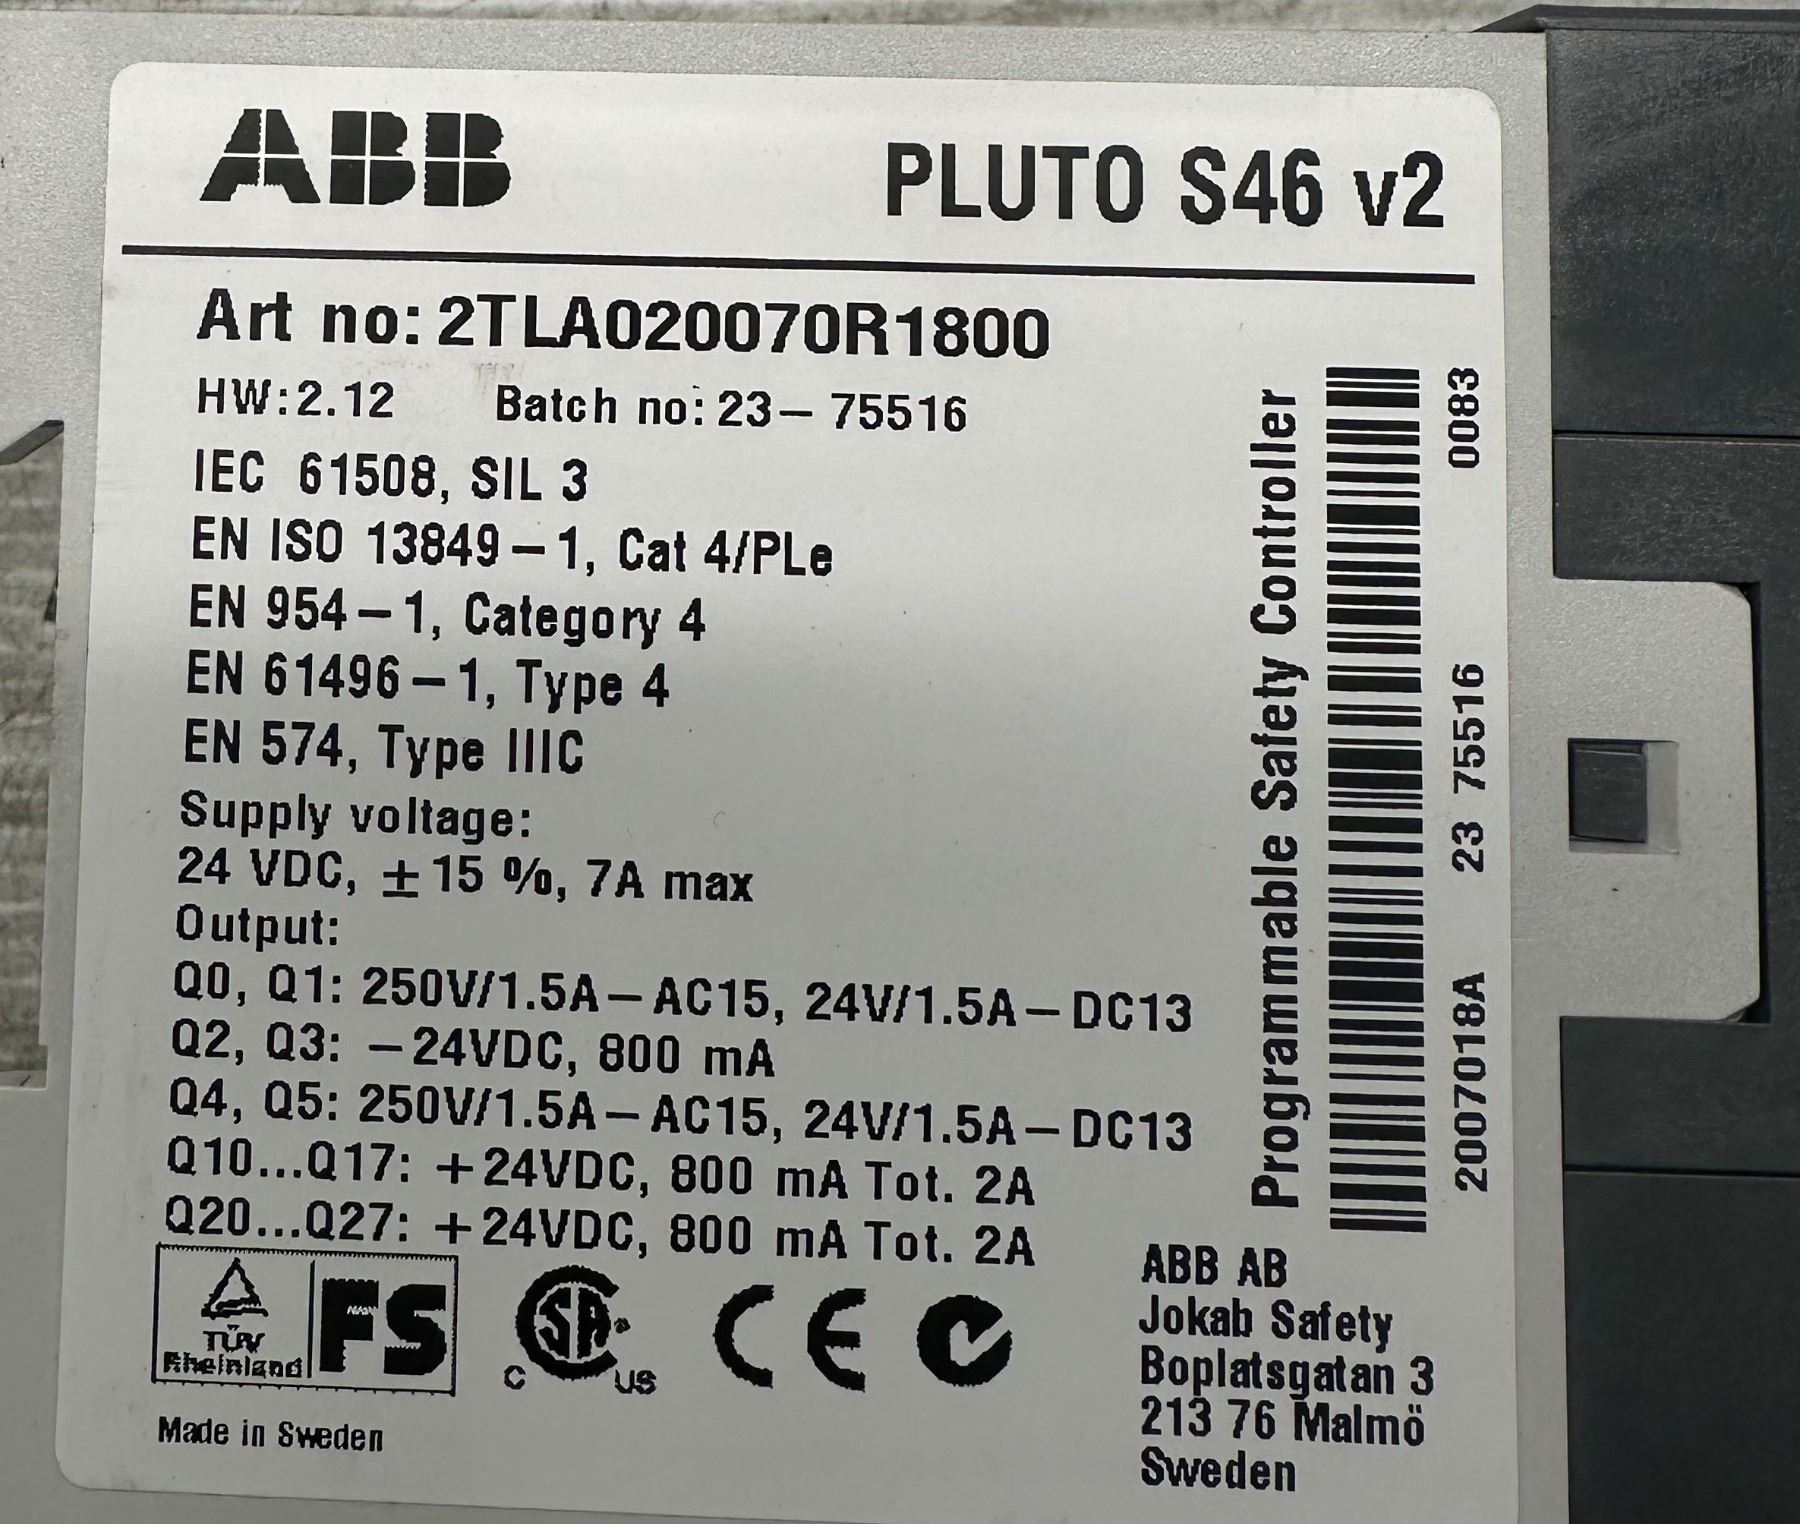 ABB
PLUTO S46 v2
Art no: 2TLA020070R1800
HW:2.12 Batch no: 23-75516
IEC 61508, SIL 3
EN ISO 13849-1, Cat 4/PLe
EN 954-1, Category 4
EN 61496-1, Type 4
EN 574, Type IIIC
Supply voltage:
24 VDC, ±15 %, 7A max
Output:
Q0, Q1: 250V/1.5A-AC15, 24V/1.5A-DC13
Q2, Q3: -24VDC, 800 mA
Q4, Q5: 250V/1.5A-AC15, 24V/1.5A-DC13
Q10...Q17: +24VDC, 800 mA Tot. 2A
Q20...Q27: +24VDC, 800 mA Tot. 2A
TÜV
Rheinland
FS
C SA US
CE
Made in Sweden
Programmable Safety Controller
20070018A 23 75516 0083
ABB AB
Jokab Safety
Boplatsgatan 3
213 76 Malmö
Sweden